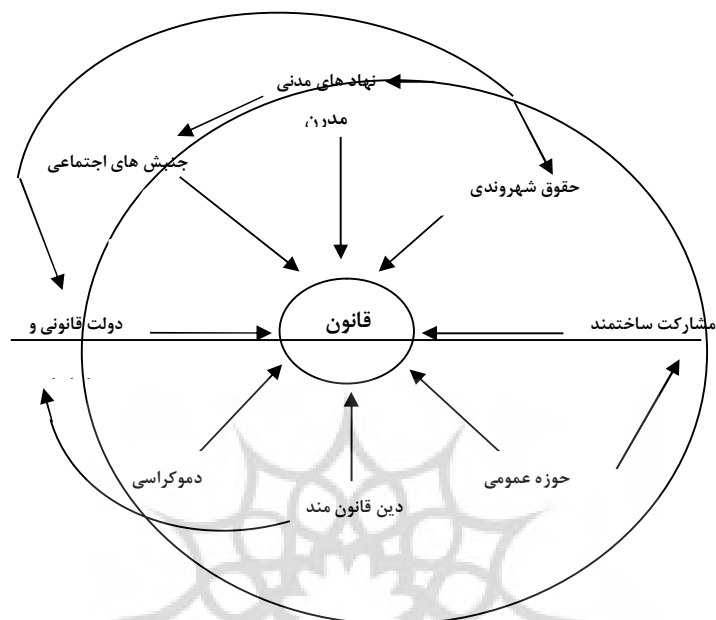 نهاد های مدنی
مدرن
جنبش های اجتماعی
حقوق شهروندی
قانون
دولت قانونی و
مشارکت ساختمند
دموکراسی
حوزه عمومی
دین قانون مند